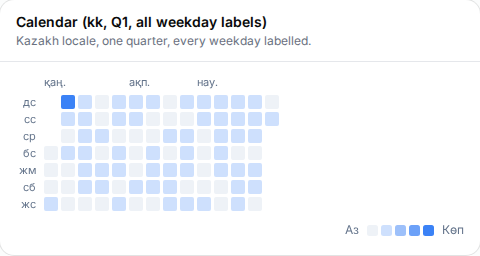 Calendar (kk, Q1, all weekday labels)
Kazakh locale, one quarter, every weekday labelled.
қаң. ақп. нау.
дс
сс
ср
бс
жм
сб
жс
Аз Көп